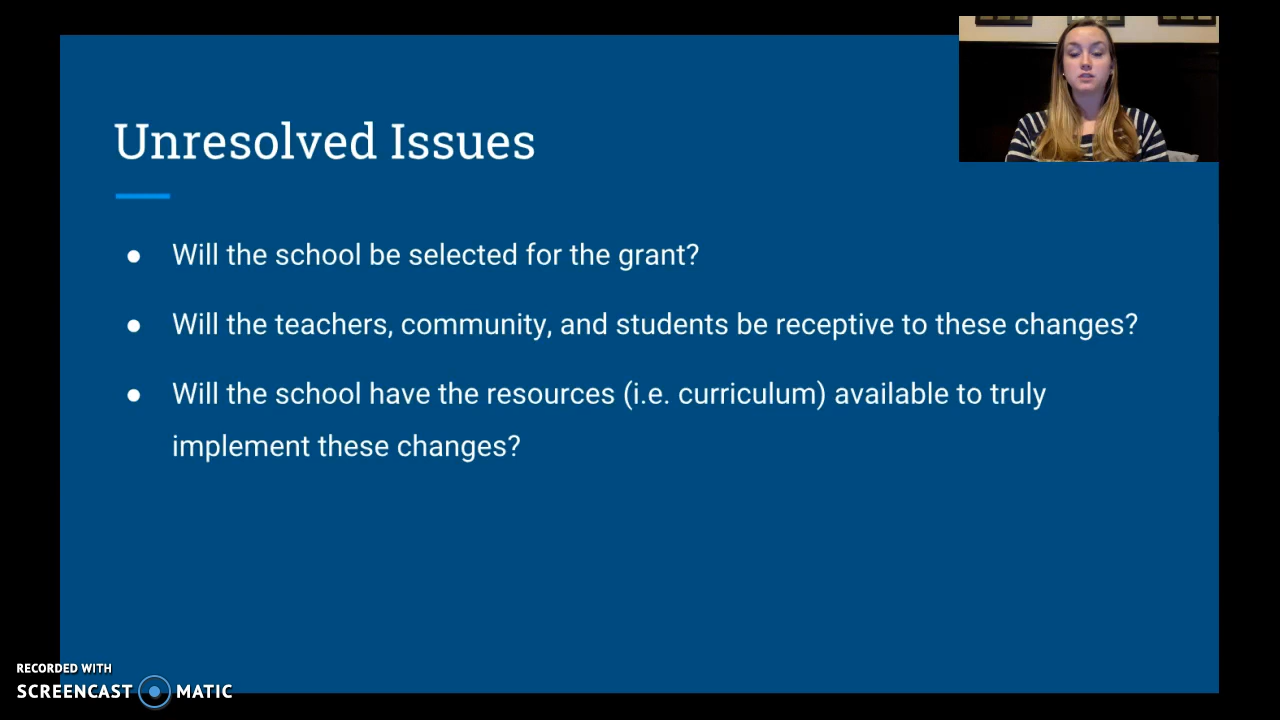 Unresolved Issues
● Will the school be selected for the grant?
● Will the teachers, community, and students be receptive to these changes?
● Will the school have the resources (i.e. curriculum) available to truly
implement these changes?
RECORDED WITH
SCREENCAST MATIC